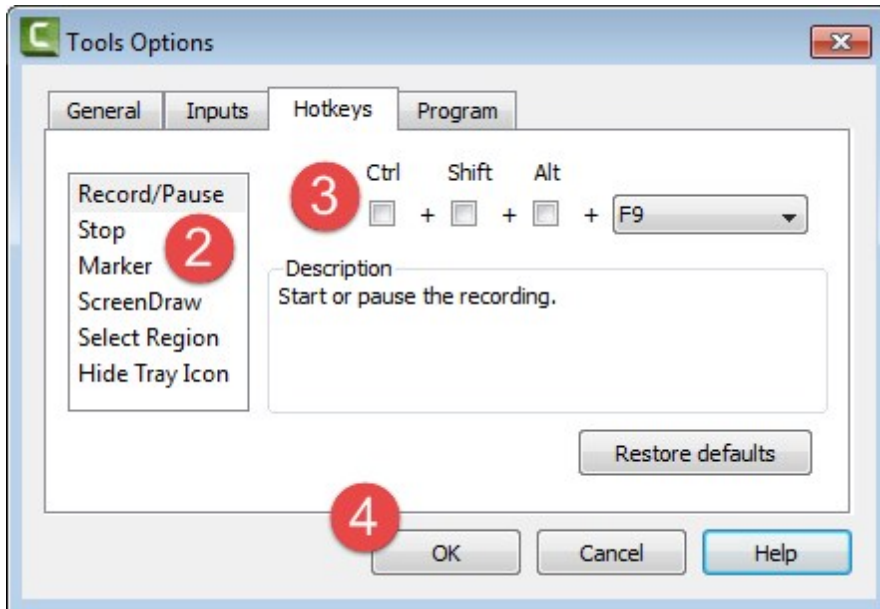 Tools Options
General Inputs Hotkeys Program
Ctrl Shift Alt
3
+ + + F9
Record/Pause
Stop
2
Marker
ScreenDraw
Select Region
Hide Tray Icon
Description
Start or pause the recording.
Restore defaults
4
OK Cancel Help